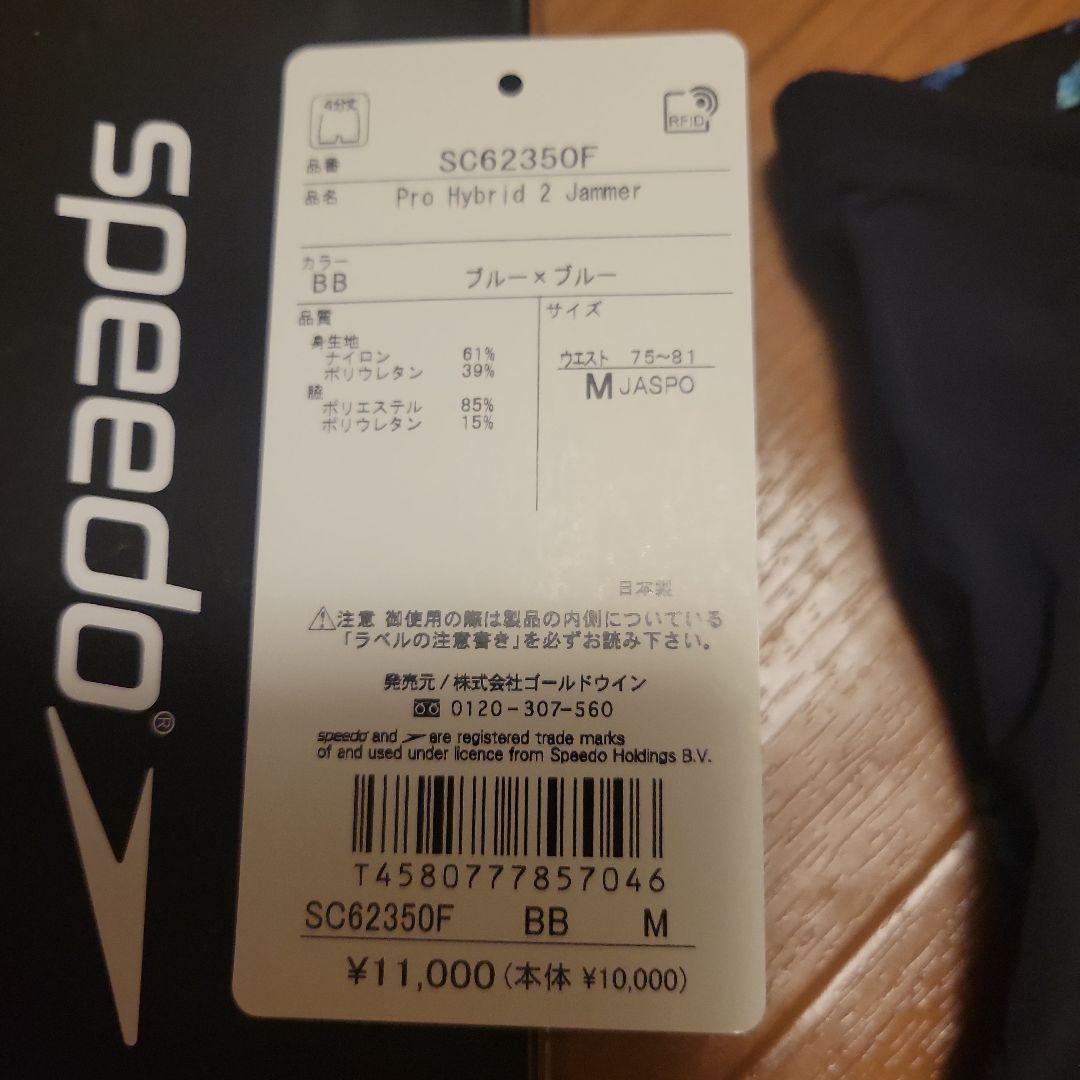 speedo®
4分丈
RFID
品番 SC62350F
品名 Pro Hybrid 2 Jammer
カラー
BB ブルー×ブルー
品質
身生地
ナイロン 61%
ポリウレタン 39%
脇
ポリエステル 85%
ポリウレタン 15%
サイズ
ウエスト 75~81
M JASPO
日本製
注意 御使用の際は製品の内側についている
「ラベルの注意書き」を必ずお読み下さい。
発売元/株式会社ゴールドウイン
0120-307-560
speedo and are registered trade marks
of and used under licence from Speedo Holdings B.V.
T4580777857046
SC62350F BB M
¥11,000(本体 ¥10,000)